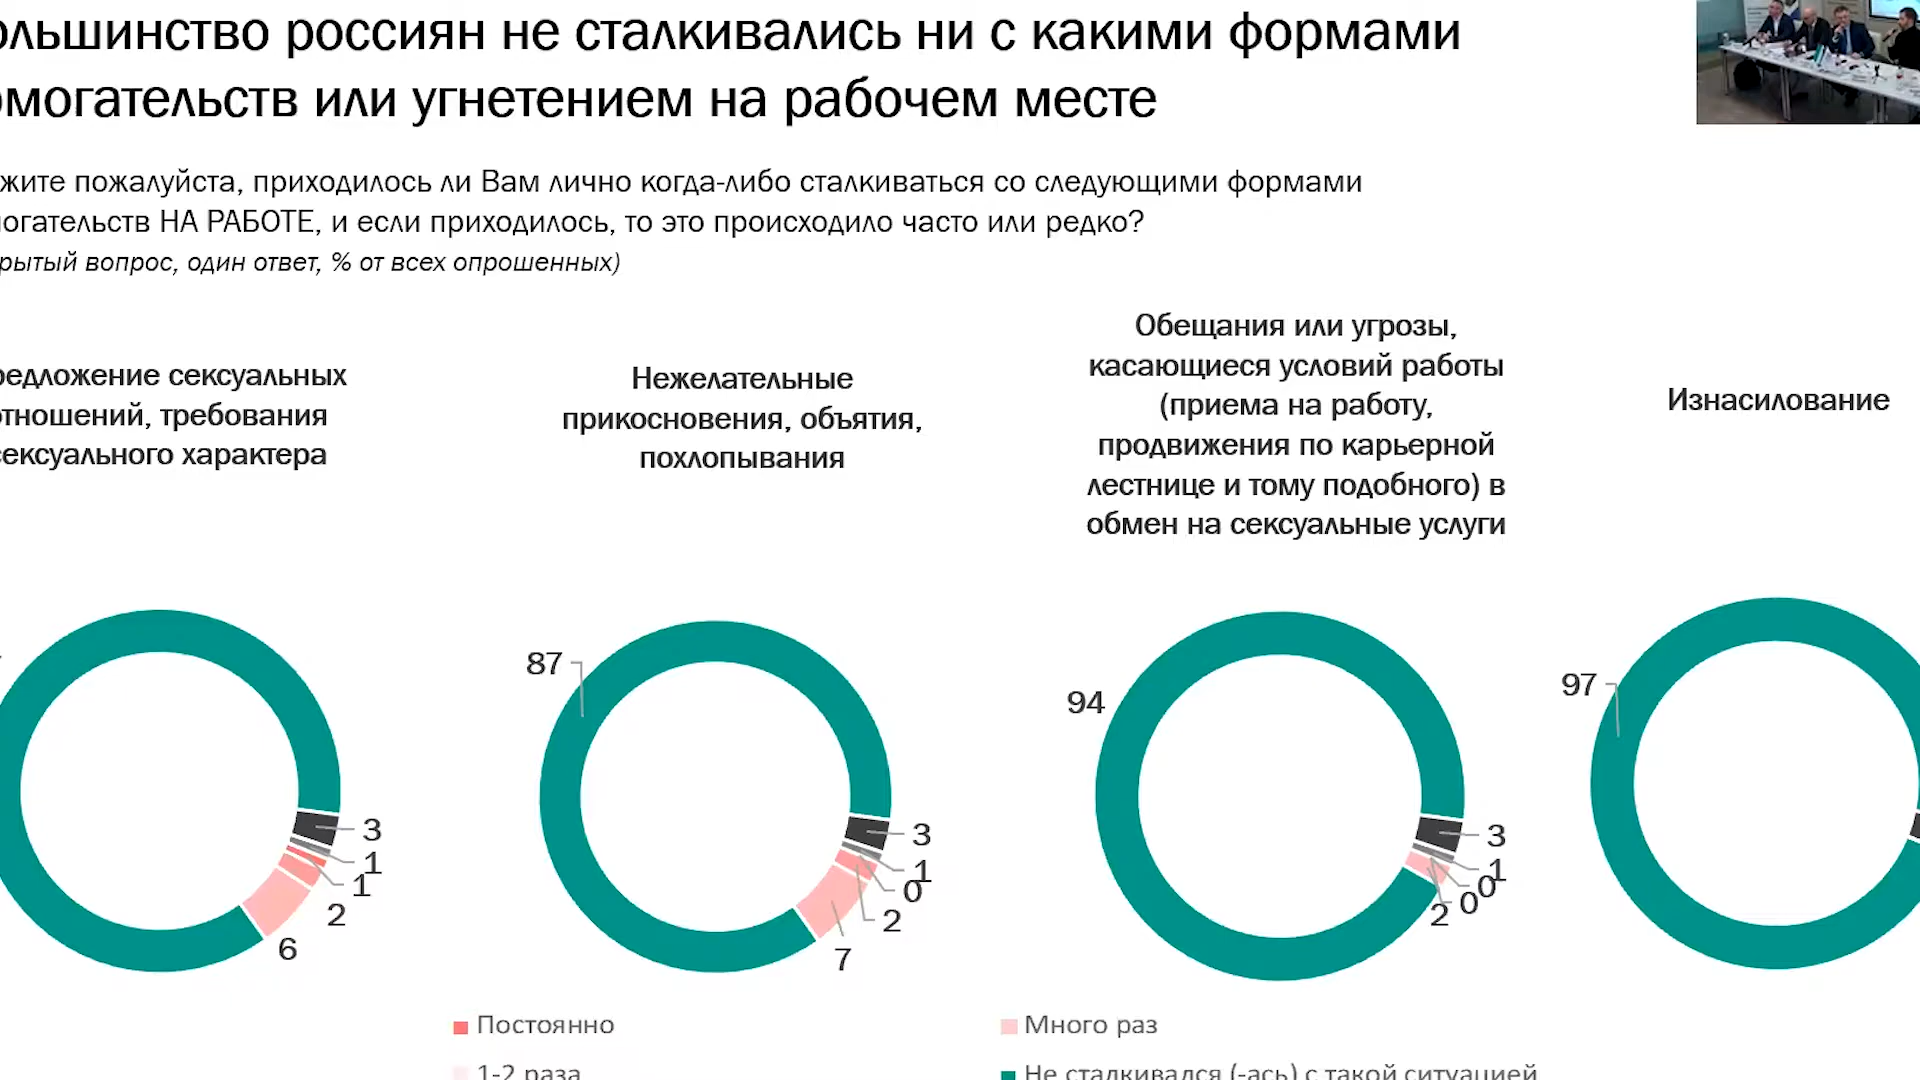 ольшинство россиян не сталкивались ни с какими формами
омогательств или угнетением на рабочем месте
жите пожалуйста, приходилось ли Вам лично когда-либо сталкиваться со следующими формами
могательств НА РАБОТЕ, и если приходилось, то это происходило часто или редко?
рытый вопрос, один ответ, % от всех опрошенных)
редложение сексуальных
отношений, требования
сексуального характера
Нежелательные
прикосновения, объятия,
похлопывания
Обещания или угрозы,
касающиеся условий работы
(приема на работу,
продвижения по карьерной
лестнице и тому подобного) в
обмен на сексуальные услуги
Изнасилование
3
1
1
2
6
87
3
1
0
2
7
94
3
1
0
0
2
97
Постоянно
Много раз
1-2 раза
Не сталкивался (-ась) с такой ситуацией